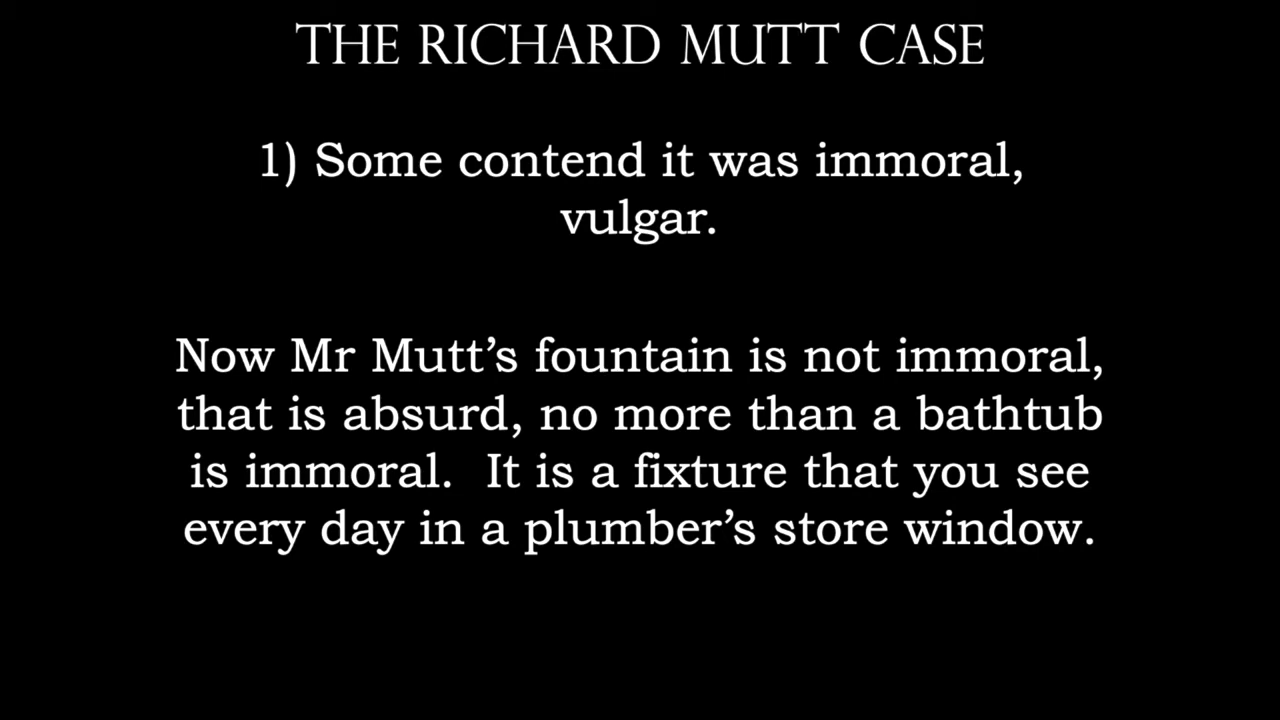 THE RICHARD MUTT CASE
1) Some contend it was immoral,
vulgar.
Now Mr Mutt’s fountain is not immoral,
that is absurd, no more than a bathtub
is immoral.  It is a fixture that you see
every day in a plumber’s store window.